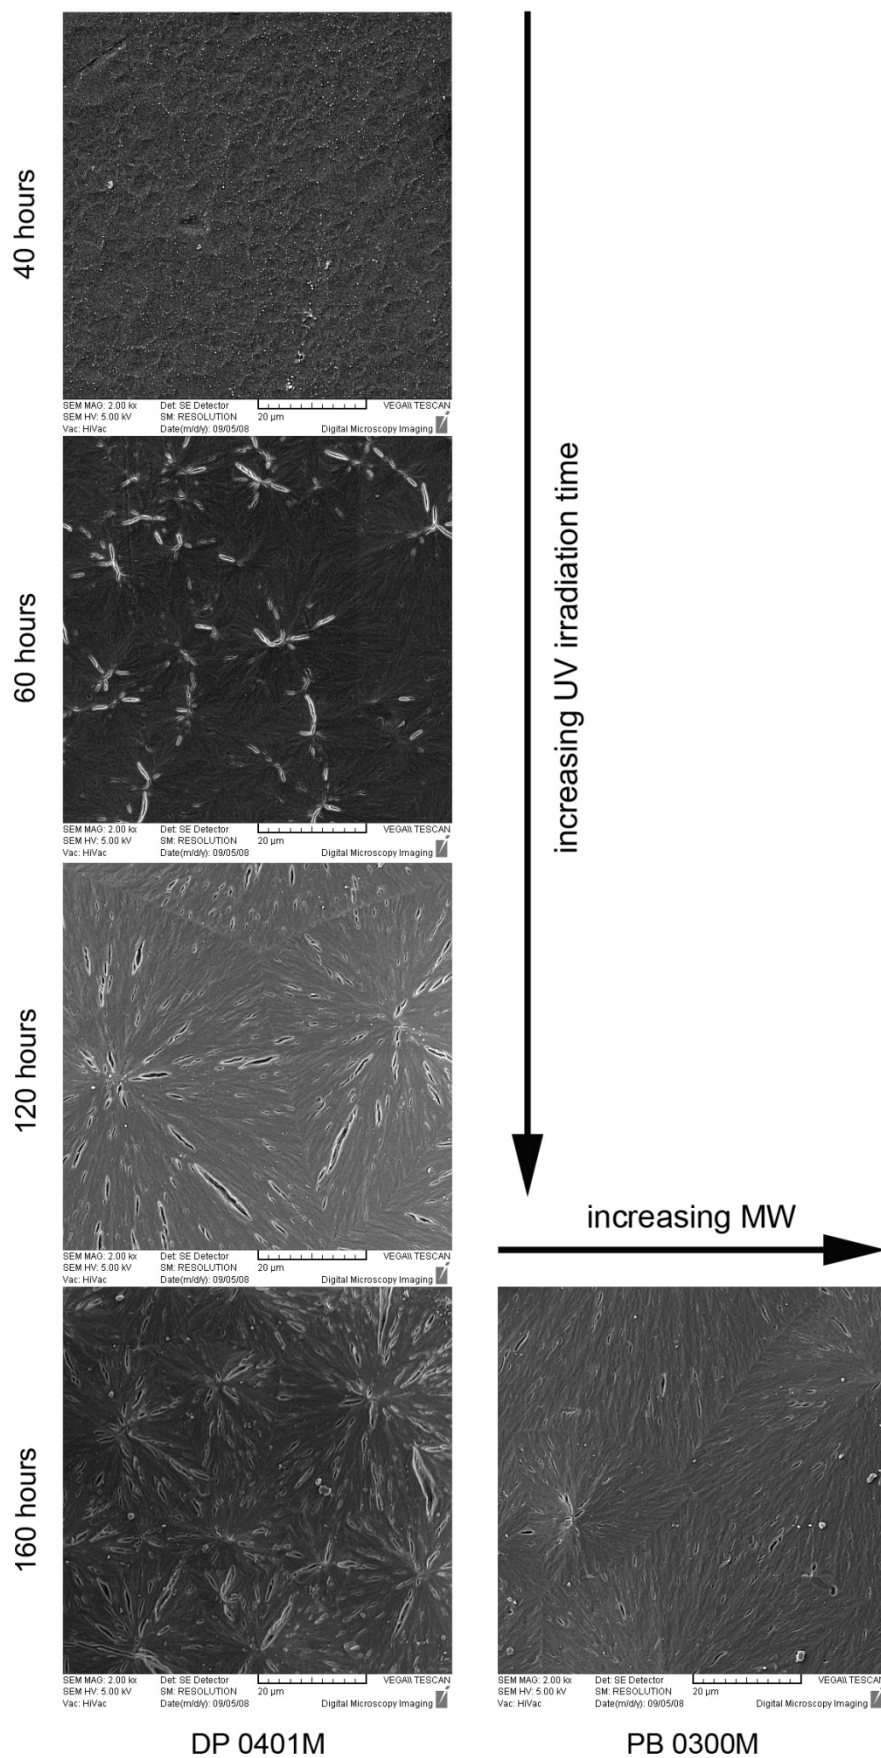 40 hours
SEM MAG: 2.00 kx Det: SE Detector VEGA\\ TESCAN
SEM HV: 5.00 kV SM: RESOLUTION 20 µm
Vac: HiVac Date(m/d/y): 09/05/08 Digital Microscopy Imaging
60 hours
SEM MAG: 2.00 kx Det: SE Detector VEGA\\ TESCAN
SEM HV: 5.00 kV SM: RESOLUTION 20 µm
Vac: HiVac Date(m/d/y): 09/05/08 Digital Microscopy Imaging
increasing UV irradiation time
120 hours
SEM MAG: 2.00 kx Det: SE Detector VEGA\\ TESCAN
SEM HV: 5.00 kV SM: RESOLUTION 20 µm
Vac: HiVac Date(m/d/y): 09/05/08 Digital Microscopy Imaging
increasing MW
160 hours
SEM MAG: 2.00 kx Det: SE Detector VEGA\\ TESCAN
SEM HV: 5.00 kV SM: RESOLUTION 20 µm
Vac: HiVac Date(m/d/y): 09/05/08 Digital Microscopy Imaging
SEM MAG: 2.00 kx Det: SE Detector VEGA\\ TESCAN
SEM HV: 5.00 kV SM: RESOLUTION 20 µm
Vac: HiVac Date(m/d/y): 09/05/08 Digital Microscopy Imaging
DP 0401M
PB 0300M